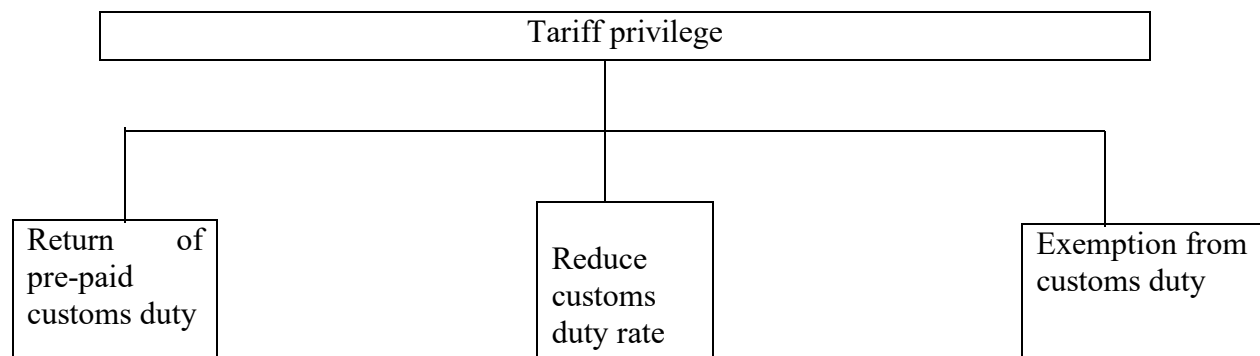 Tariff privilege
Return of
pre-paid
customs duty
Reduce
customs
duty rate
Exemption from
customs duty